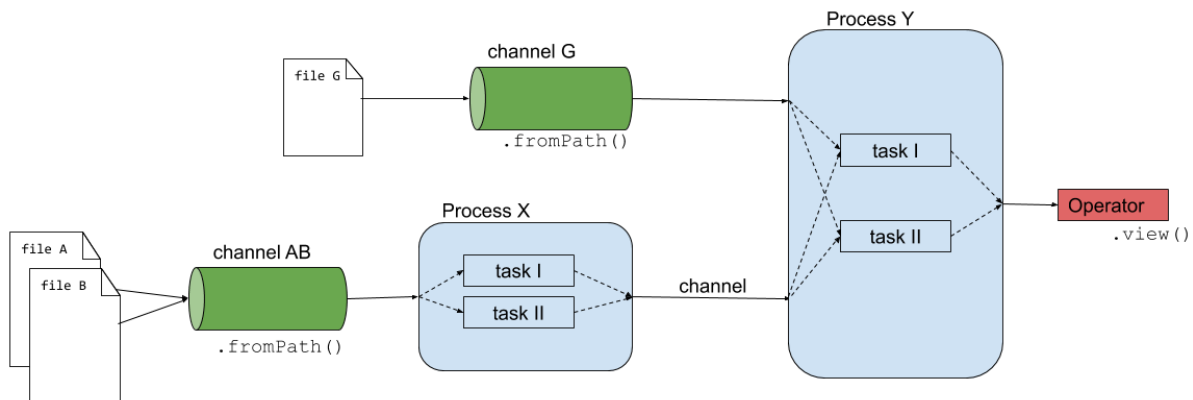 Process Y
channel G
file G
.fromPath()
task I
Process X
Operator
task II
.view()
file A
channel AB
file B
task I
channel
task II
.fromPath()